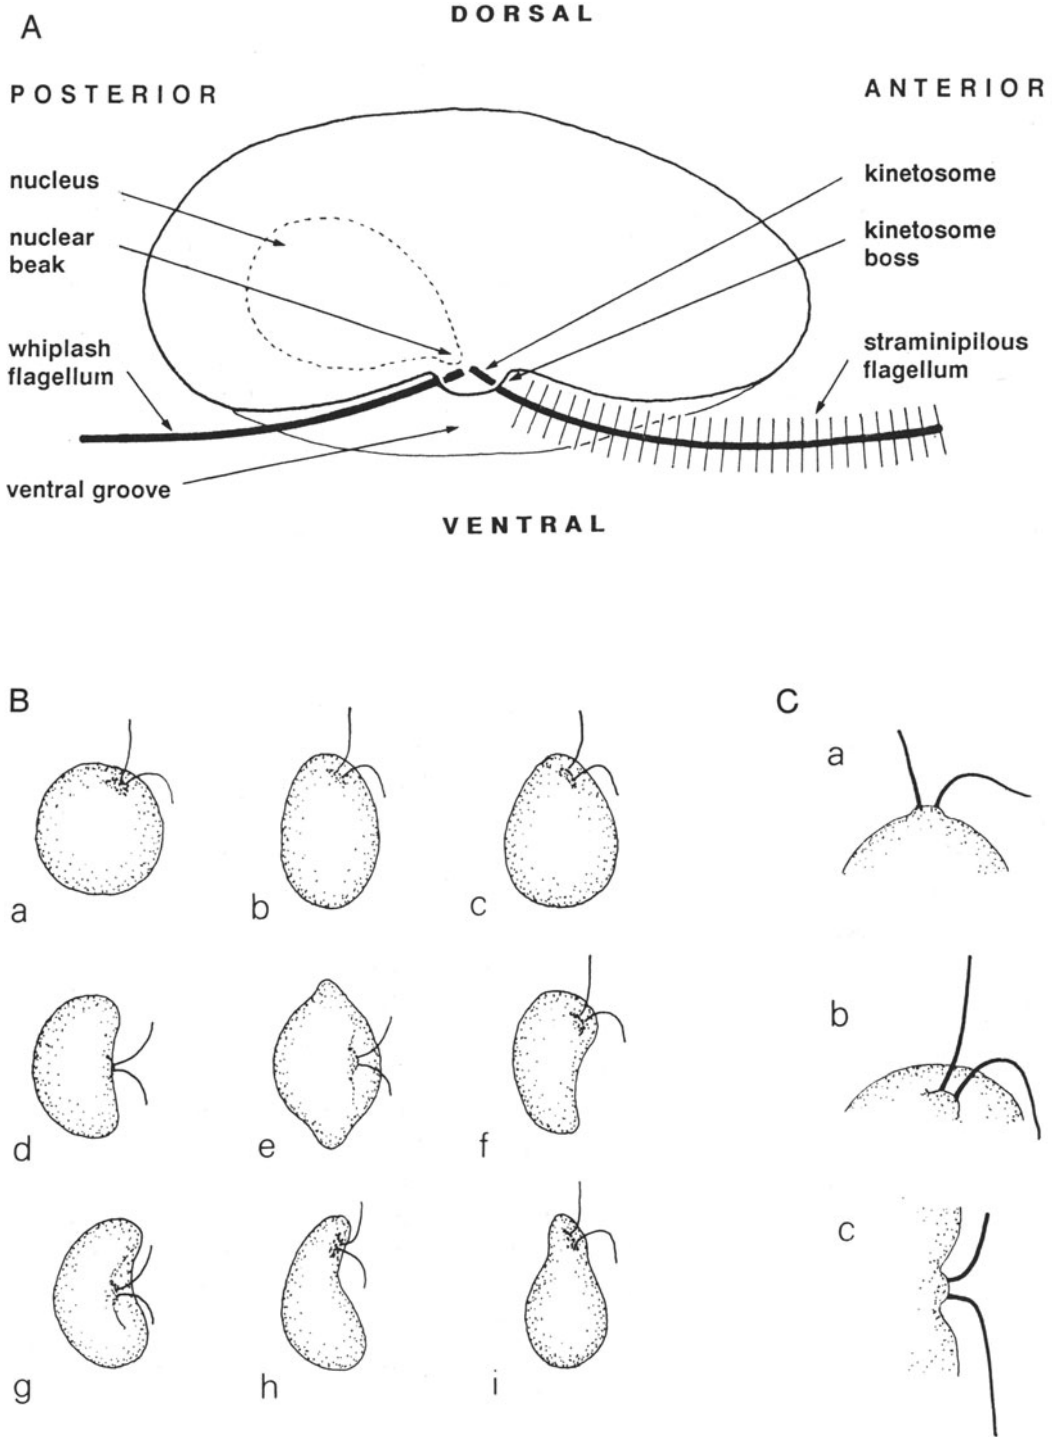 A
DORSAL
POSTERIOR
ANTERIOR
nucleus
nuclear
beak
whiplash
flagellum
ventral groove
kinetosome
kinetosome
boss
straminipilous
flagellum
VENTRAL
B
a
b
c
d
e
f
g
h
i
C
a
b
c